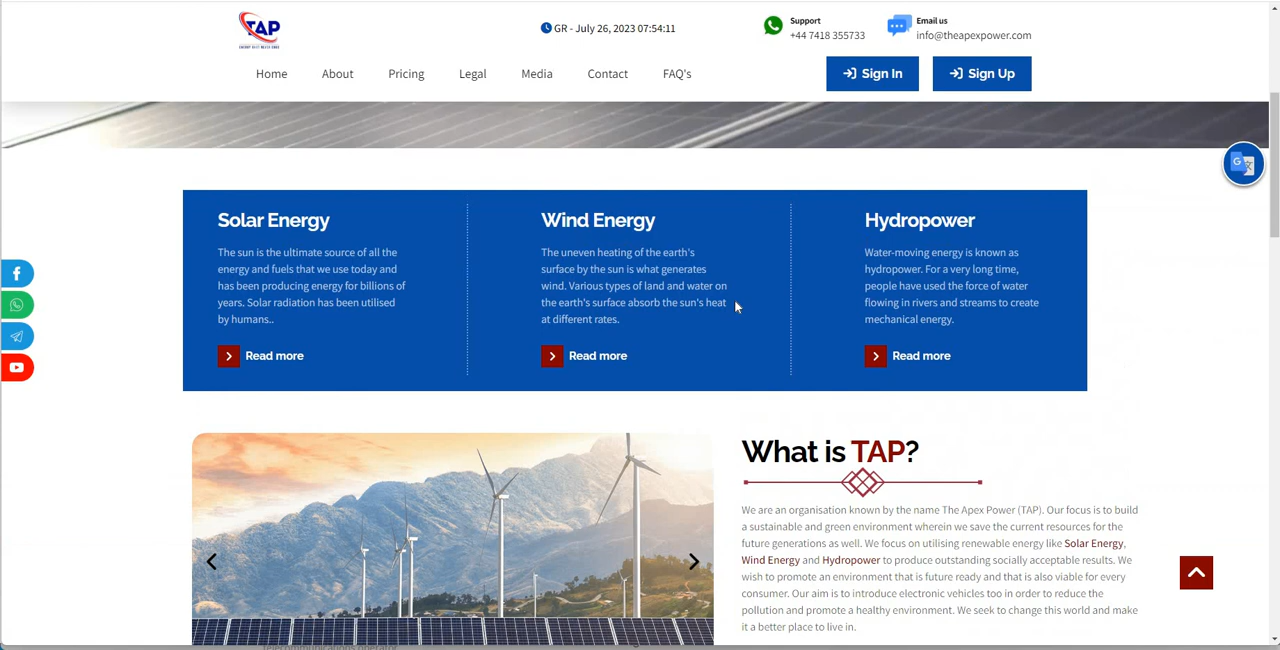 TAP
GR - July 26, 2023 07:54:11
Support
+44 7418 355733
Email us
info@theapexpower.com
Home About Pricing Legal Media Contact FAQ's
Sign In Sign Up
Solar Energy
The sun is the ultimate source of all the
energy and fuels that we use today and
has been producing energy for billions of
years. Solar radiation has been utilised
by humans..
Read more
Wind Energy
The uneven heating of the earth's
surface by the sun is what generates
wind. Various types of land and water on
the earth's surface absorb the sun's heat
at different rates.
Read more
Hydropower
Water-moving energy is known as
hydropower. For a very long time,
people have used the force of water
flowing in rivers and streams to create
mechanical energy.
Read more
What is TAP?
We are an organisation known by the name The Apex Power (TAP). Our focus is to build
a sustainable and green environment wherein we save the current resources for the
future generations as well. We focus on utilising renewable energy like Solar Energy,
Wind Energy and Hydropower to produce outstanding socially acceptable results. We
wish to promote an environment that is future ready and that is also viable for every
consumer. Our aim is to introduce electronic vehicles too in order to reduce the
pollution and promote a healthy environment. We seek to change this world and make
it a better place to live in.